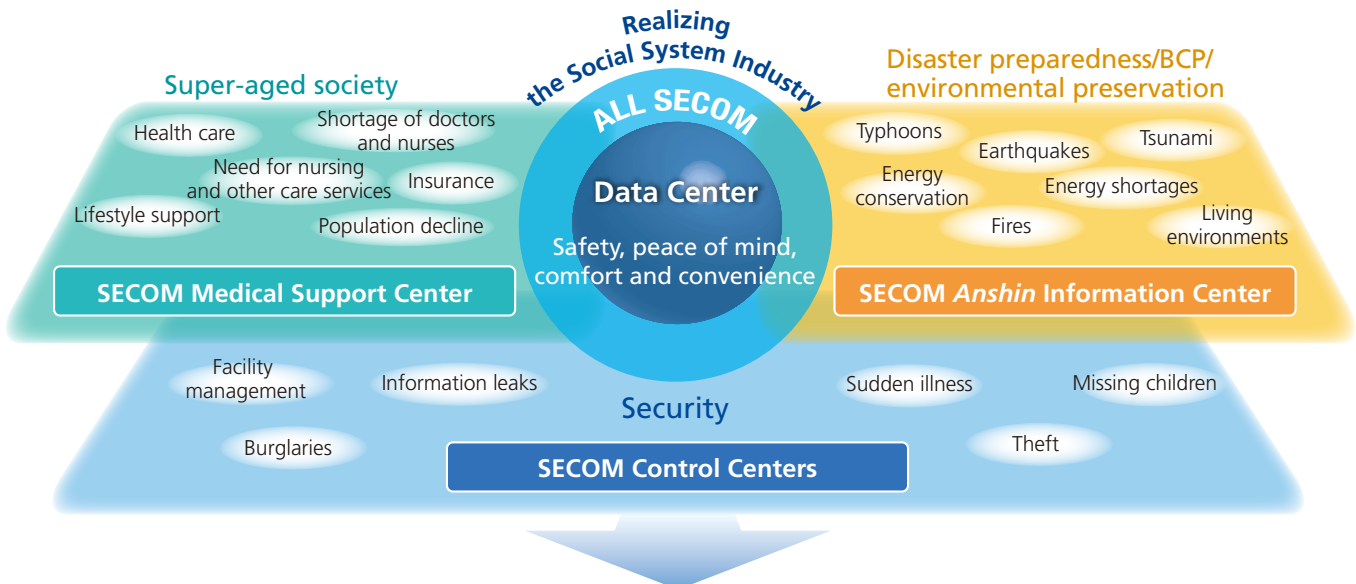 Realizing
the Social System Industry
ALL SECOM
Data Center
Safety, peace of mind,
comfort and convenience
Super-aged society
Health care
Shortage of doctors
and nurses
Need for nursing
and other care services
Insurance
Lifestyle support
Population decline
SECOM Medical Support Center
Disaster preparedness/BCP/
environmental preservation
Typhoons
Earthquakes
Tsunami
Energy
conservation
Energy shortages
Fires
Living
environments
SECOM Anshin Information Center
Facility
management
Information leaks
Burglaries
Security
Sudden illness
Missing children
Theft
SECOM Control Centers